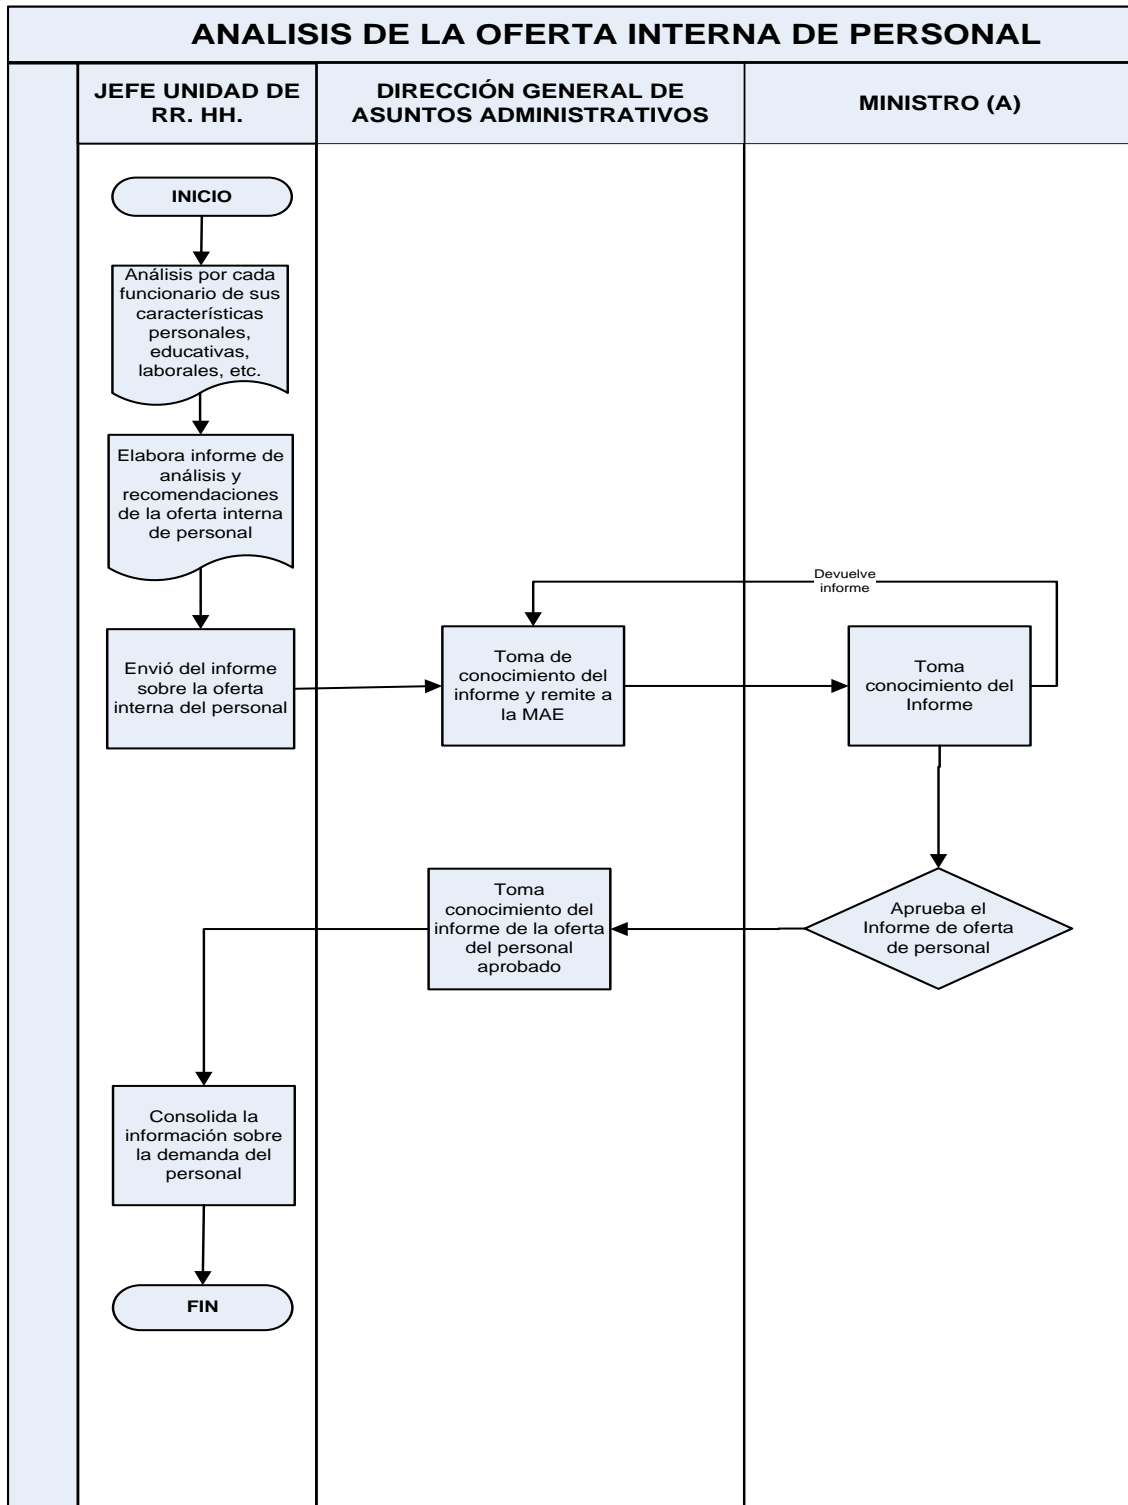 ANALISIS DE LA OFERTA INTERNA DE PERSONAL
JEFE UNIDAD DE
RR. HH.
DIRECCIÓN GENERAL DE
ASUNTOS ADMINISTRATIVOS
MINISTRO (A)
INICIO
Análisis por cada
funcionario de sus
características
personales,
educativas,
laborales, etc.
Elabora informe de
análisis y
recomendaciones
de la oferta interna
de personal
Devuelve
informe
Envió del informe
sobre la oferta
interna del personal
Toma de
conocimiento del
informe y remite a
la MAE
Toma
conocimiento del
Informe
Toma
conocimiento del
informe de la oferta
del personal
aprobado
Aprueba el
Informe de oferta
de personal
Consolida la
información sobre
la demanda del
personal
FIN